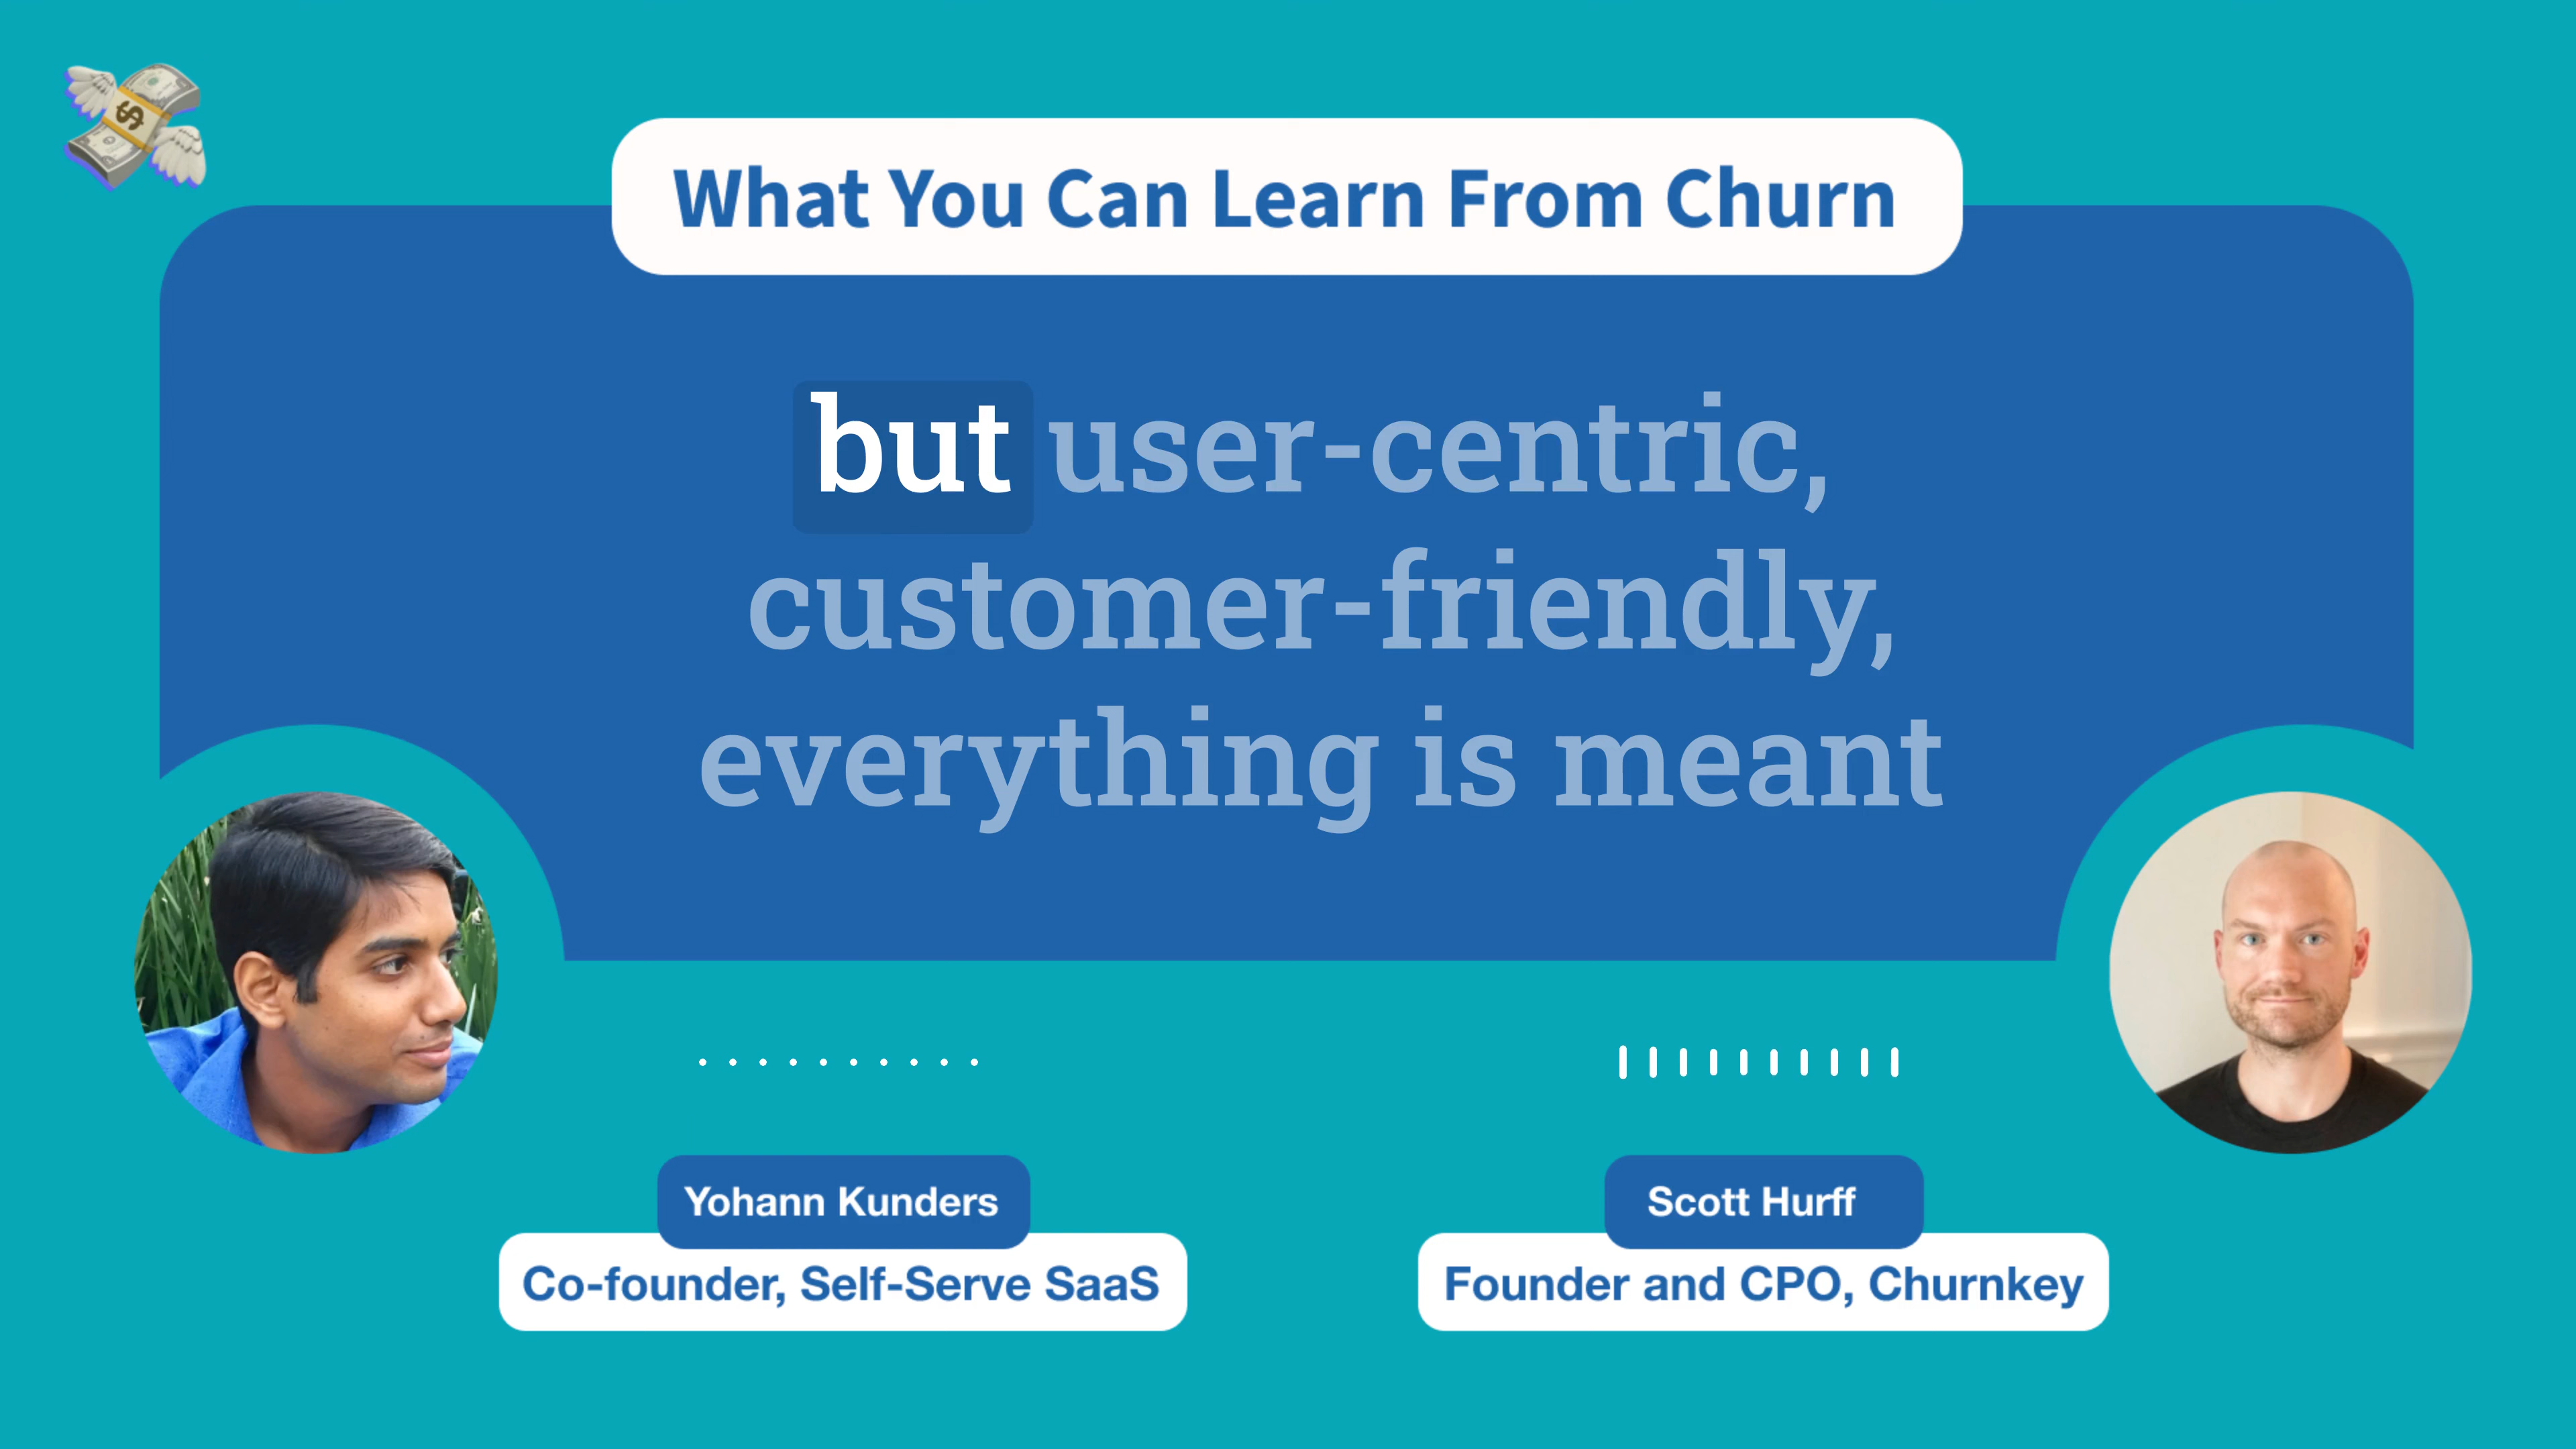 What You Can Learn From Churn
but user-centric,
customer-friendly,
everything is meant
Yohann Kunders
Co-founder, Self-Serve SaaS
Scott Hurff
Founder and CPO, Churnkey